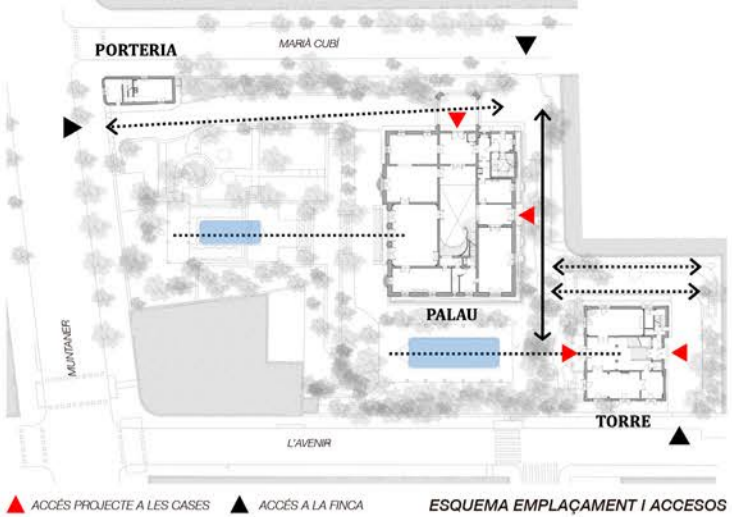 MARIÀ CUBÍ
PORTERIA
MUNTANER
PALAU
TORRE
L'AVENIR
ACCÉS PROJECTE A LES CASES
ACCÉS A LA FINCA
ESQUEMA EMPLAÇAMENT I ACCESOS